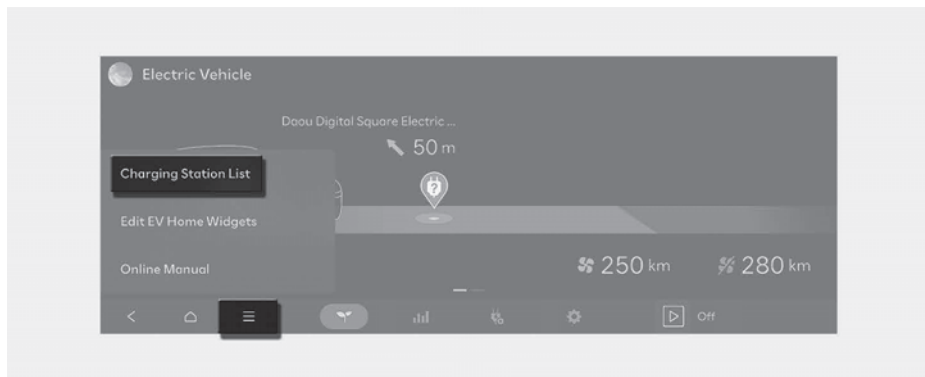 Electric Vehicle
Daou Digital Square Electric ...
50 m
?
Charging Station List
Edit EV Home Widgets
Online Manual
250 km
280 km
Off